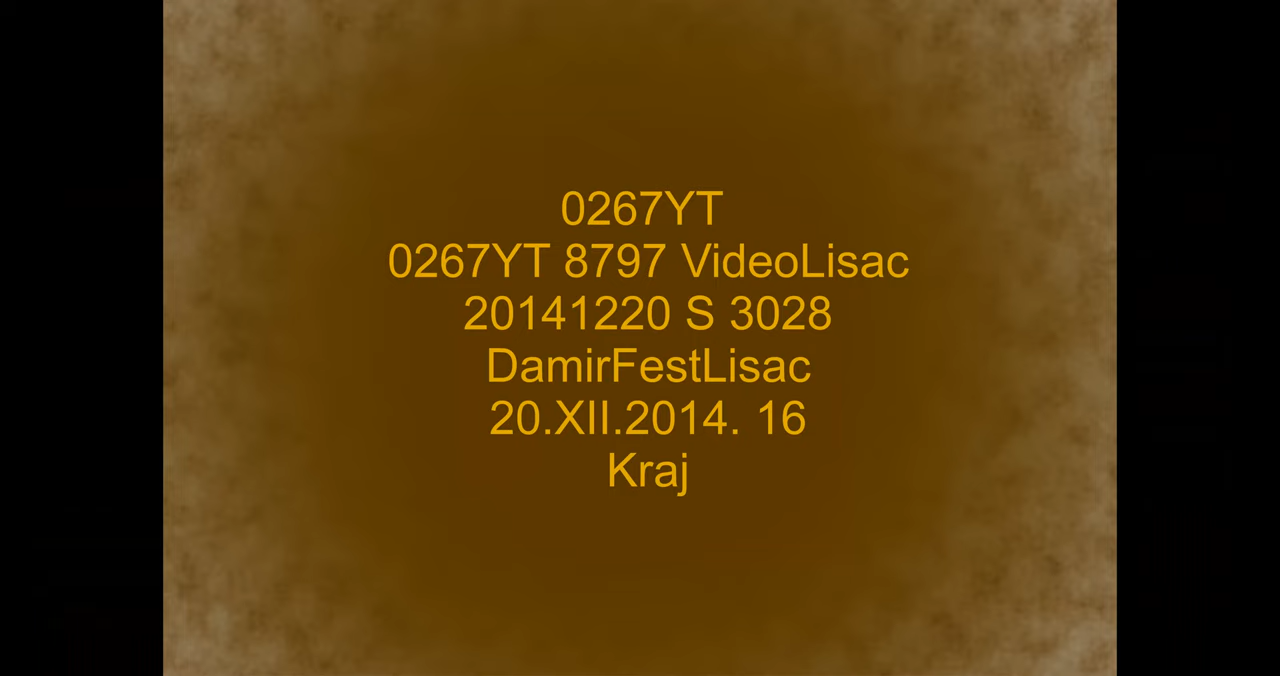 0267YT
0267YT 8797 VideoLisac
20141220 S 3028
DamirFestLisac
20.XII.2014. 16
Kraj